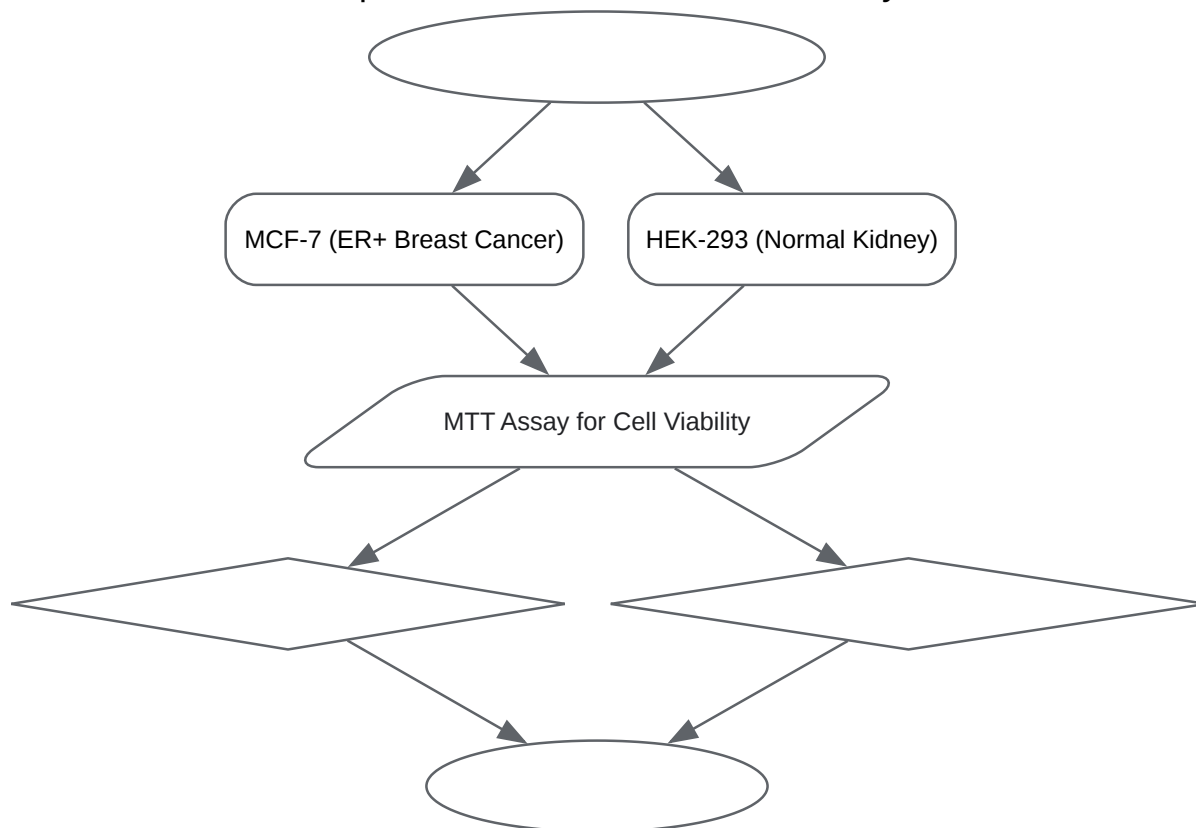 MCF-7 (ER+ Breast Cancer)
HEK-293 (Normal Kidney)
MTT Assay for Cell Viability